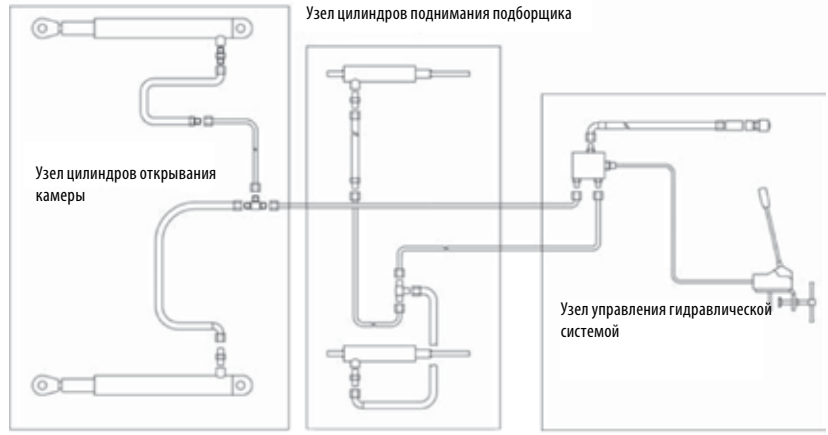 Узел цилиндров поднимания подборщика
Узел цилиндров открывания
камеры
Узел управления гидравлической
системой